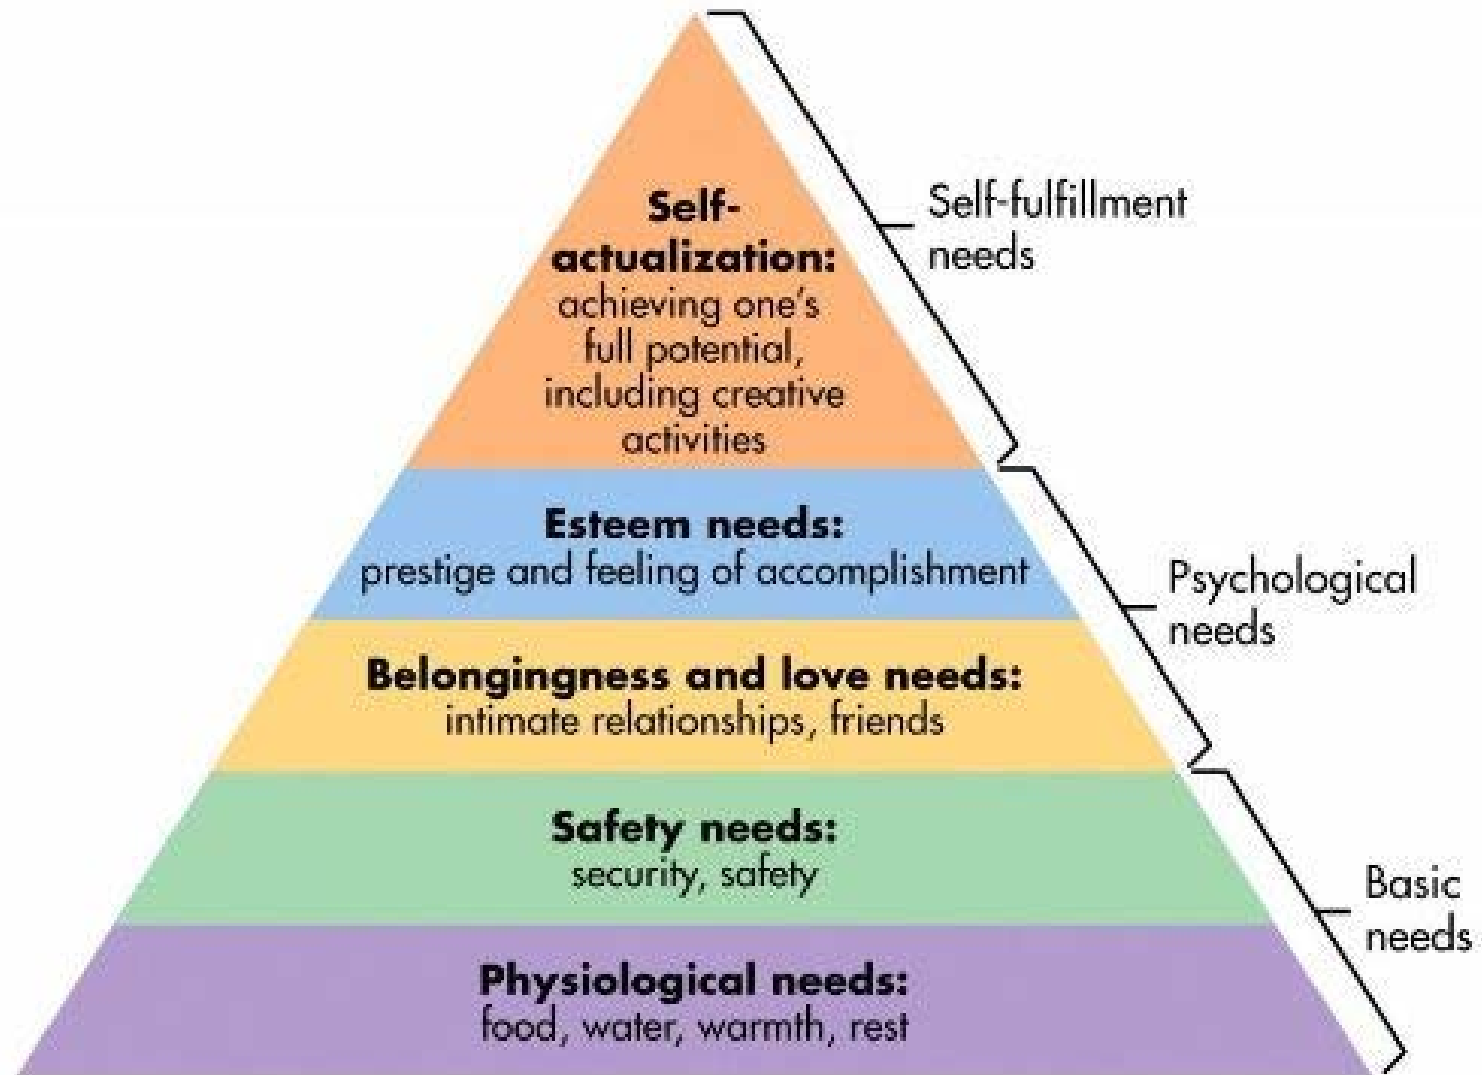 Self-
actualization:
achieving one's
full potential,
including creative
activities
Self-fulfillment
needs
Esteem needs:
prestige and feeling of accomplishment
Psychological
needs
Belongingness and love needs:
intimate relationships, friends
Safety needs:
security, safety
Basic
needs
Physiological needs:
food, water, warmth, rest